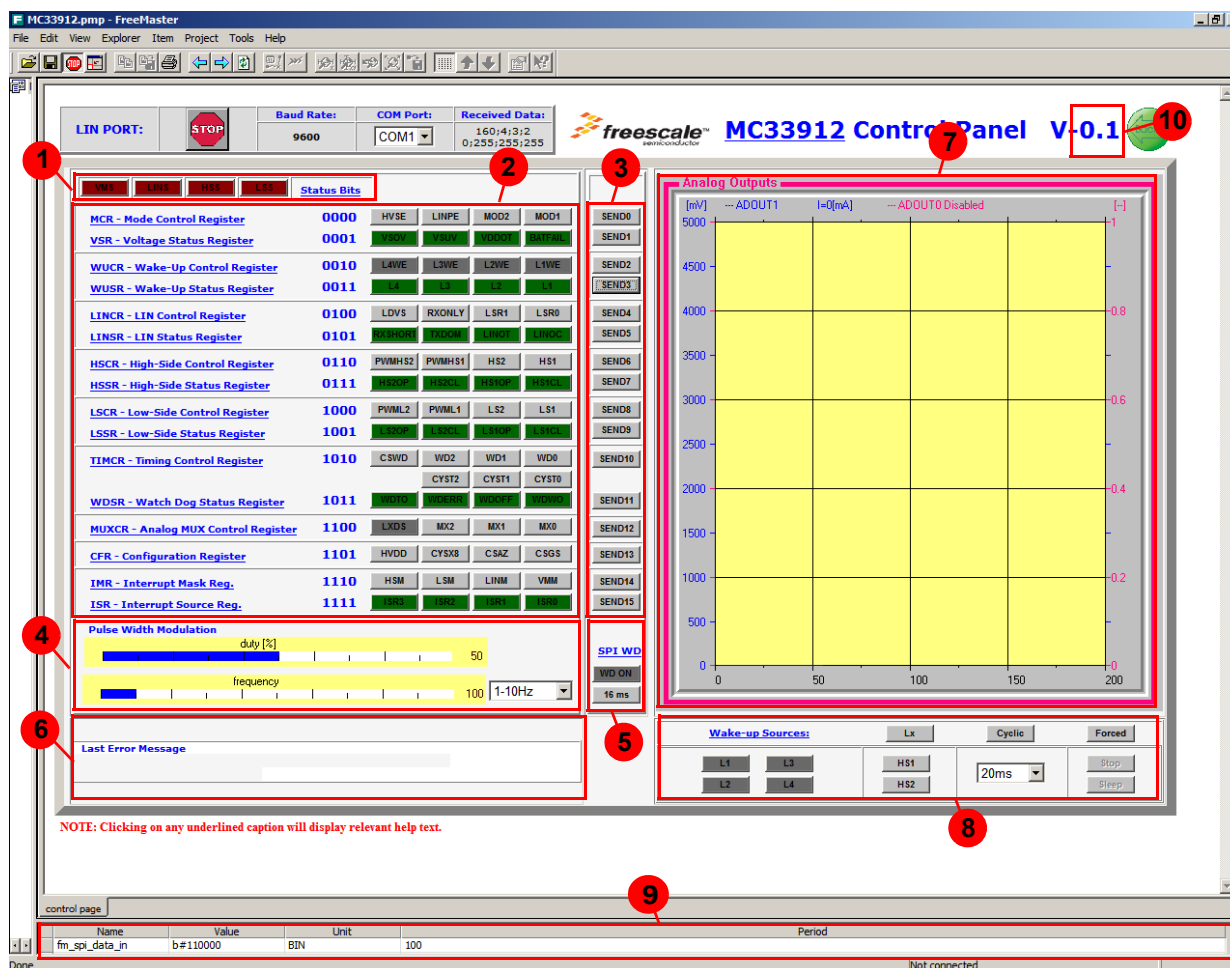 MC33912.pmp - FreeMaster
File Edit View Explorer Item Project Tools Help
LIN PORT:
STOP
Baud Rate:
9600
COM Port:
COM1
Received Data:
160;4;3;2
0;255;255;255
freescale™
semiconductor
MC33912 Control Panel V-0.1
10
1
2
3
7
VMS LINS HSS LSS Status Bits
MCR - Mode Control Register 0000 HVSE LINPE MOD2 MOD1 SEND0
VSR - Voltage Status Register 0001 VSOV VSUV VDDOT BATFAIL SEND1
WUCR - Wake-Up Control Register 0010 L4WE L3WE L2WE L1WE SEND2
WUSR - Wake-Up Status Register 0011 L4 L3 L2 L1 SEND3
LINCR - LIN Control Register 0100 LDVS RXONLY LSR1 LSR0 SEND4
LINSR - LIN Status Register 0101 RXSHORT TXDOM LINOT LINOC SEND5
HSCR - High-Side Control Register 0110 PWMHS2 PWMHS1 HS2 HS1 SEND6
HSSR - High-Side Status Register 0111 HS2OP HS2CL HS1OP HS1CL SEND7
LSCR - Low-Side Control Register 1000 PWML2 PWML1 LS2 LS1 SEND8
LSSR - Low-Side Status Register 1001 LS2OP LS2CL LS1OP LS1CL SEND9
TIMCR - Timing Control Register 1010 CSWD WD2 WD1 WD0 SEND10
CYST2 CYST1 CYST0
WDSR - Watch Dog Status Register 1011 WDTO WDERR WDOFF WDWO SEND11
MUXCR - Analog MUX Control Register 1100 LXDS MX2 MX1 MX0 SEND12
CFR - Configuration Register 1101 HVDD CYSX8 CSAZ CSGS SEND13
IMR - Interrupt Mask Reg. 1110 HSM LSM LINM VMM SEND14
ISR - Interrupt Source Reg. 1111 ISR3 ISR2 ISR1 ISR0 SEND15
Analog Outputs
[mV] --- ADOUT1 I=0[mA] --- ADOUT0 Disabled [--]
5000 1
4500
4000 0.8
3500
3000 0.6
2500
2000 0.4
1500
1000 0.2
500
0 0
0 50 100 150 200
4
Pulse Width Modulation
duty [%]
50
frequency
100 1-10Hz
SPI WD
WD ON
16 ms
5
6
Last Error Message
Wake-up Sources: Lx Cyclic Forced
L1 L3 HS1 20ms Stop
L2 L4 HS2 Sleep
8
NOTE: Clicking on any underlined caption will display relevant help text.
9
control page
Name Value Unit Period
fm_spi_data_in b#110000 BIN 100
Done Not connected